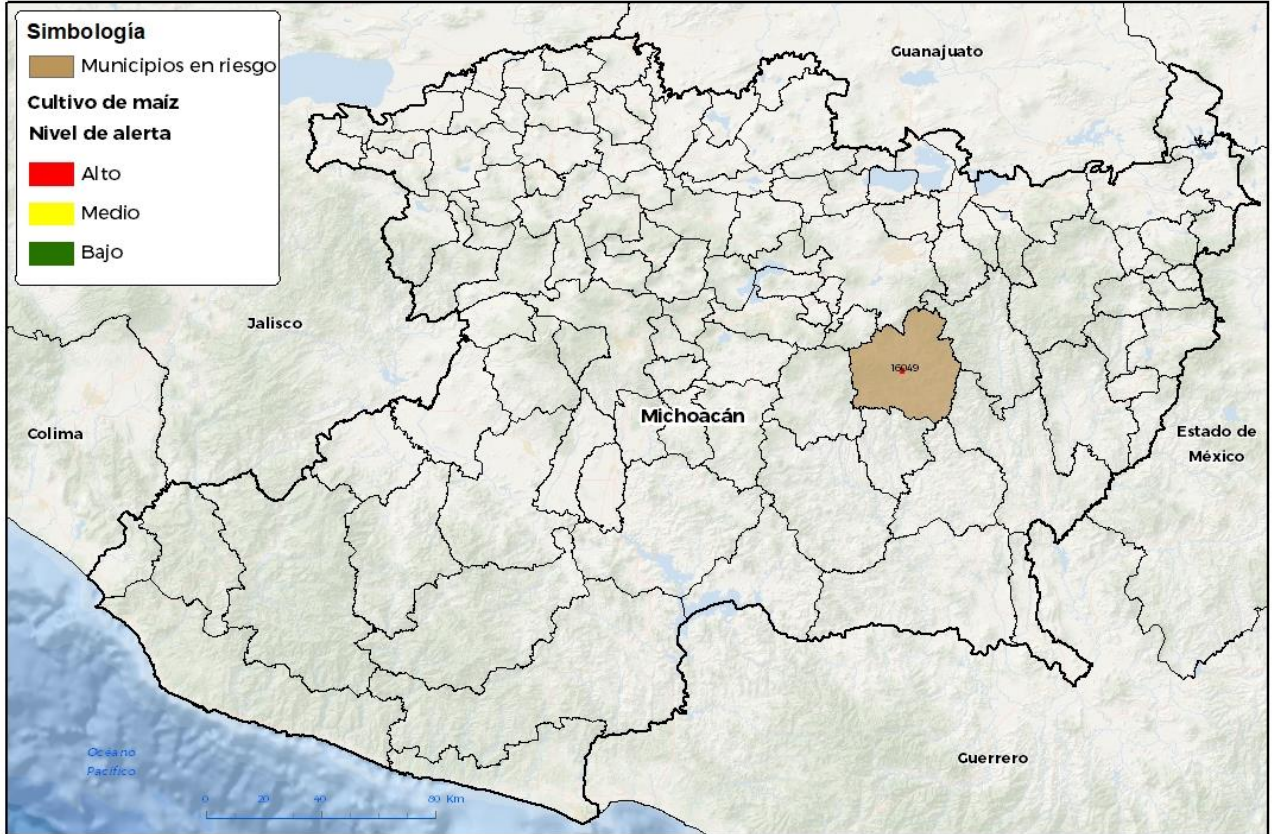 Simbología
Municipios en riesgo
Cultivo de maíz
Nivel de alerta
Alto
Medio
Bajo
Guanajuato
Jalisco
16049
Michoacán
Colima
Estado de
México
Océano
Pacífico
Guerrero
0 20 40 80 Km